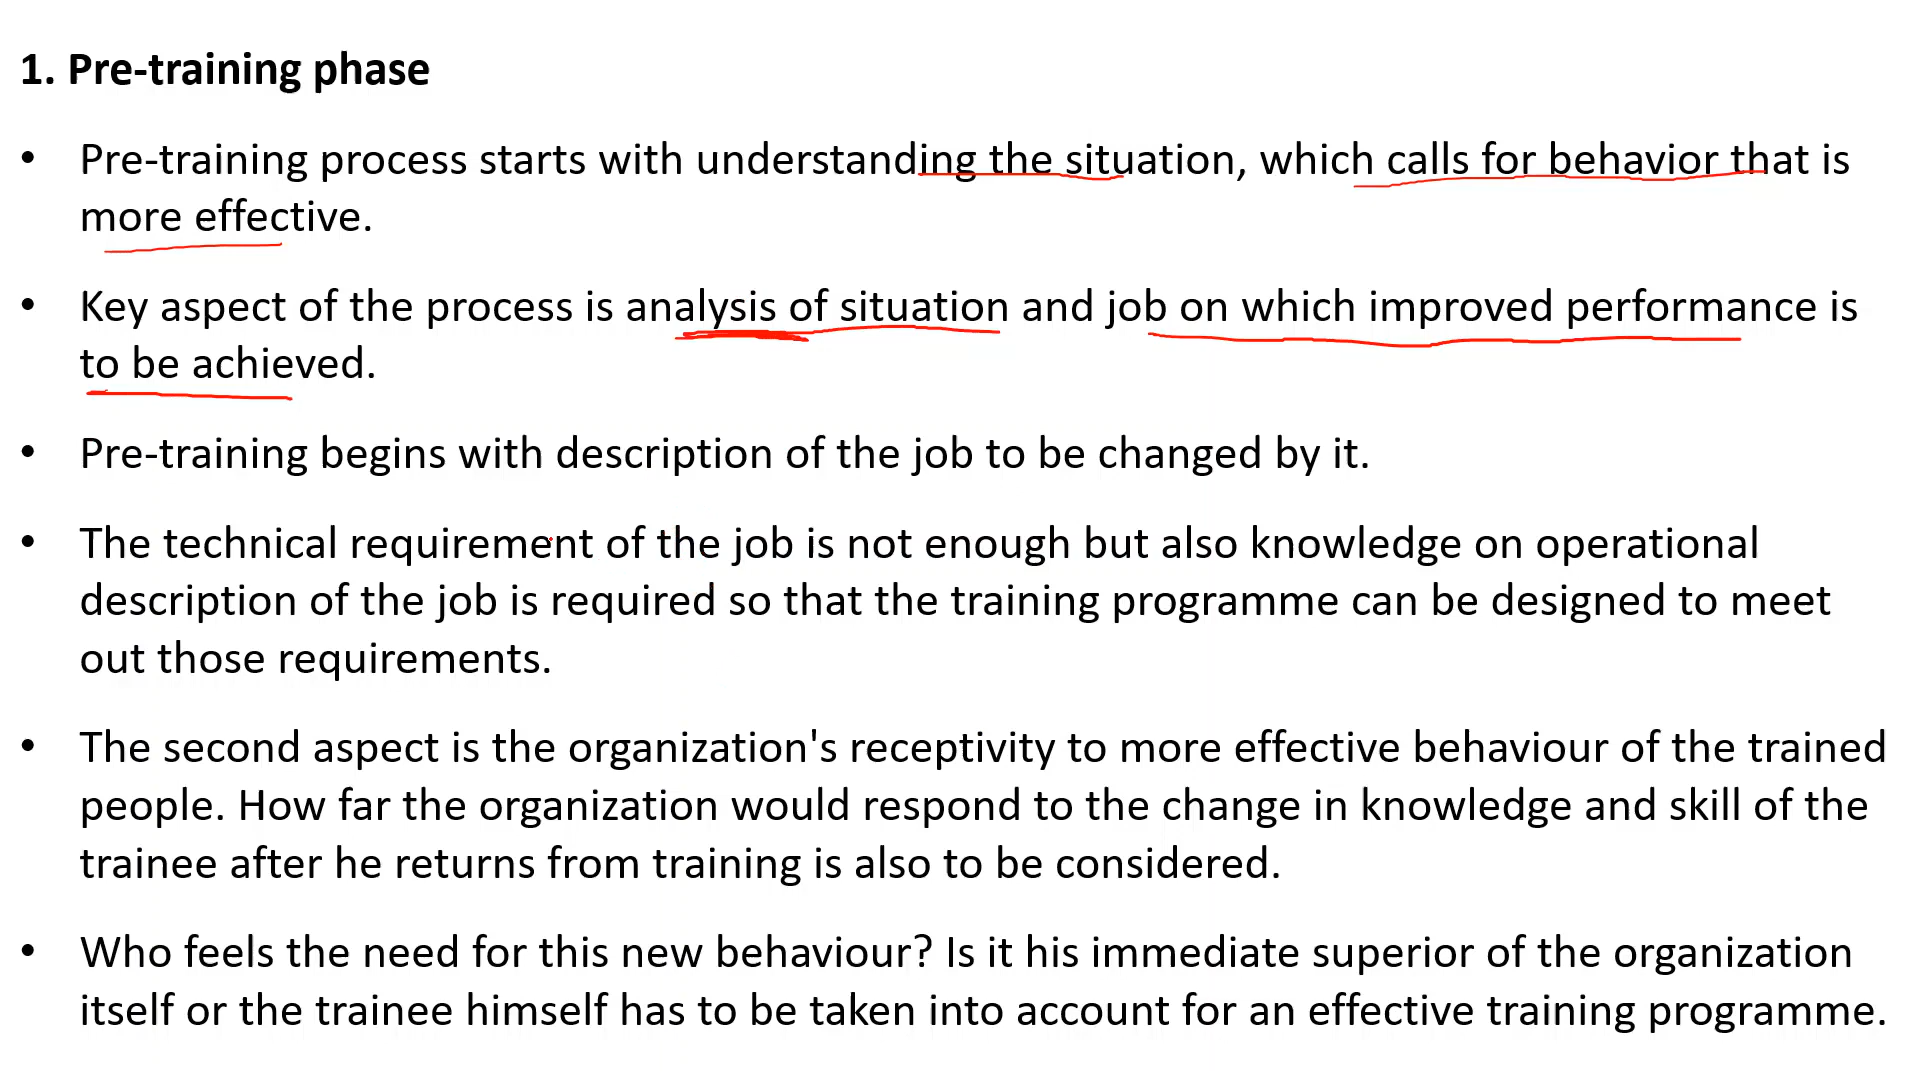 1. Pre-training phase
• Pre-training process starts with understanding the situation, which calls for behavior that is
more effective.
• Key aspect of the process is analysis of situation and job on which improved performance is
to be achieved.
• Pre-training begins with description of the job to be changed by it.
• The technical requirement of the job is not enough but also knowledge on operational
description of the job is required so that the training programme can be designed to meet
out those requirements.
• The second aspect is the organization's receptivity to more effective behaviour of the trained
people. How far the organization would respond to the change in knowledge and skill of the
trainee after he returns from training is also to be considered.
• Who feels the need for this new behaviour? Is it his immediate superior of the organization
itself or the trainee himself has to be taken into account for an effective training programme.